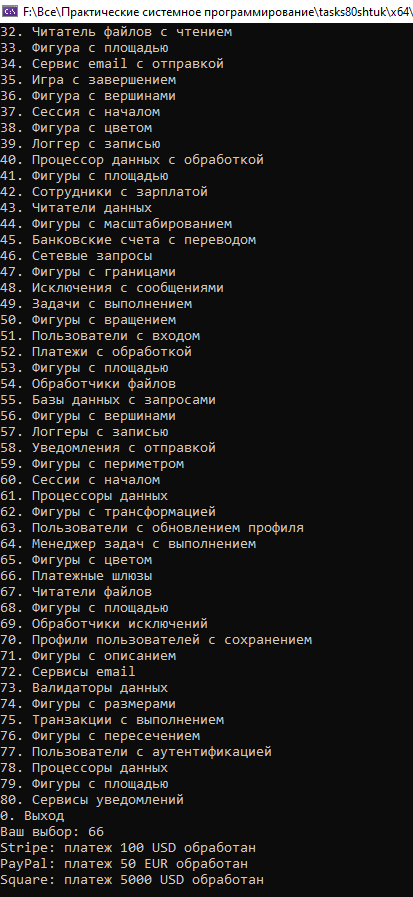 F:\Все\Практические системное программирование\tasks80shtuk\x64\
32. Читатель файлов с чтением
33. Фигура с площадью
34. Сервис email с отправкой
35. Игра с завершением
36. Фигура с вершинами
37. Сессия с началом
38. Фигура с цветом
39. Логгер с записью
40. Процессор данных с обработкой
41. Фигуры с площадью
42. Сотрудники с зарплатой
43. Читатели данных
44. Фигуры с масштабированием
45. Банковские счета с переводом
46. Сетевые запросы
47. Фигуры с границами
48. Исключения с сообщениями
49. Задачи с выполнением
50. Фигуры с вращением
51. Пользователи с входом
52. Платежи с обработкой
53. Фигуры с площадью
54. Обработчики файлов
55. Базы данных с запросами
56. Фигуры с вершинами
57. Логгеры с записью
58. Уведомления с отправкой
59. Фигуры с периметром
60. Сессии с началом
61. Процессоры данных
62. Фигуры с трансформацией
63. Пользователи с обновлением профиля
64. Менеджер задач с выполнением
65. Фигуры с цветом
66. Платежные шлюзы
67. Читатели файлов
68. Фигуры с площадью
69. Обработчики исключений
70. Профили пользователей с сохранением
71. Фигуры с описанием
72. Сервисы email
73. Валидаторы данных
74. Фигуры с размерами
75. Транзакции с выполнением
76. Фигуры с пересечением
77. Пользователи с аутентификацией
78. Процессоры данных
79. Фигуры с площадью
80. Сервисы уведомлений
0. Выход
Ваш выбор: 66
Stripe: платеж 100 USD обработан
PayPal: платеж 50 EUR обработан
Square: платеж 5000 USD обработан